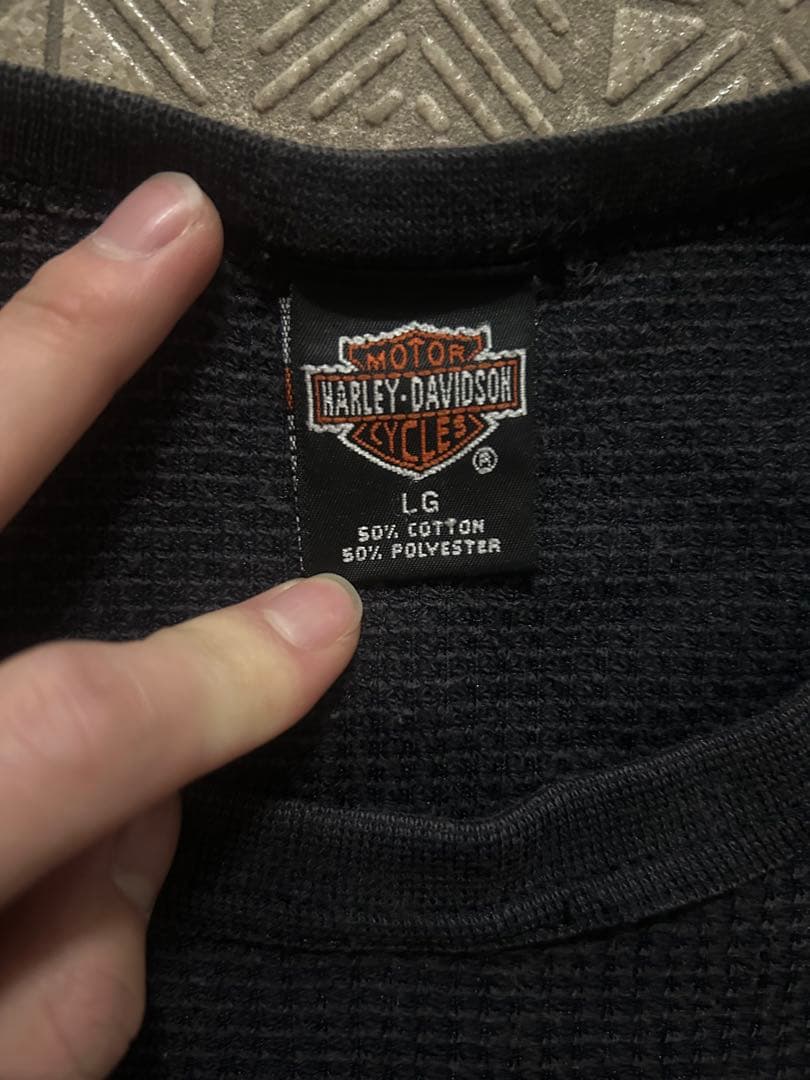 MOTOR
HARLEY-DAVIDSON
CYCLES
®
LG
50% COTTON
50% POLYESTER